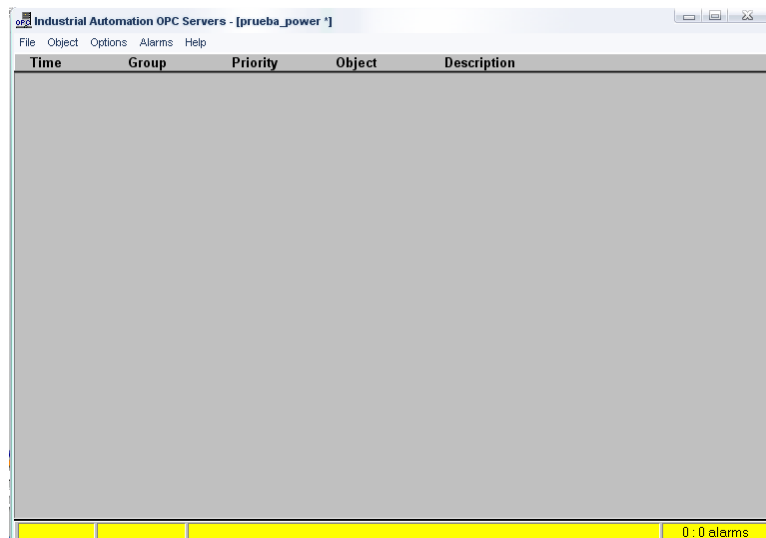 OPC Industrial Automation OPC Servers - [prueba_power *]
File Object Options Alarms Help
Time Group Priority Object Description
0 : 0 alarms